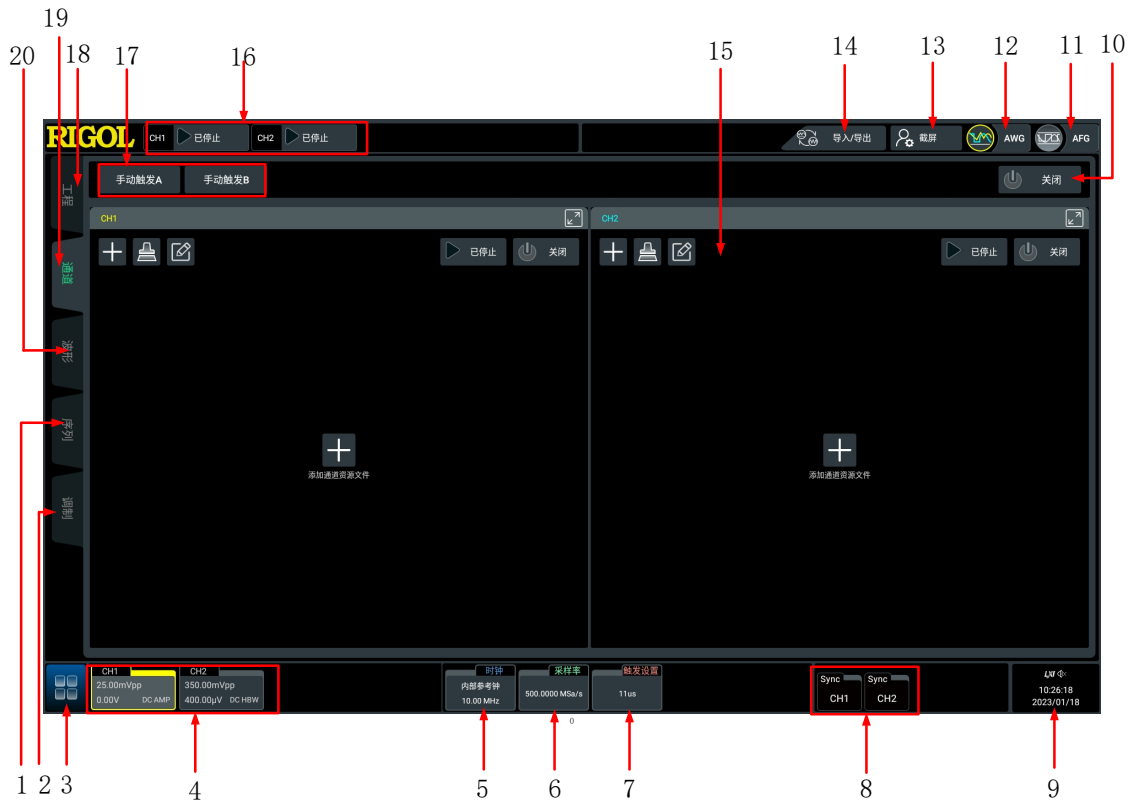 19
20 18 17 16 15 14 13 12 11 10
RIGOL CH1 已停止 CH2 已停止 导入/导出 截屏 AWG AFG
手动触发A 手动触发B 关闭
工程
通道
波形
序列
调制
CH1 CH2
已停止 关闭 已停止 关闭
添加通道资源文件 添加通道资源文件
CH1 CH2 时钟 采样率 触发设置
25.00mVpp 350.00mVpp 内部参考钟 500.0000 MSa/s 11us
0.00V DC AMP 400.00µV DC HBW 10.00 MHz
Sync Sync
CH1 CH2
LXI
10:26:18
2023/01/18
0
1 2 3 4 5 6 7 8 9